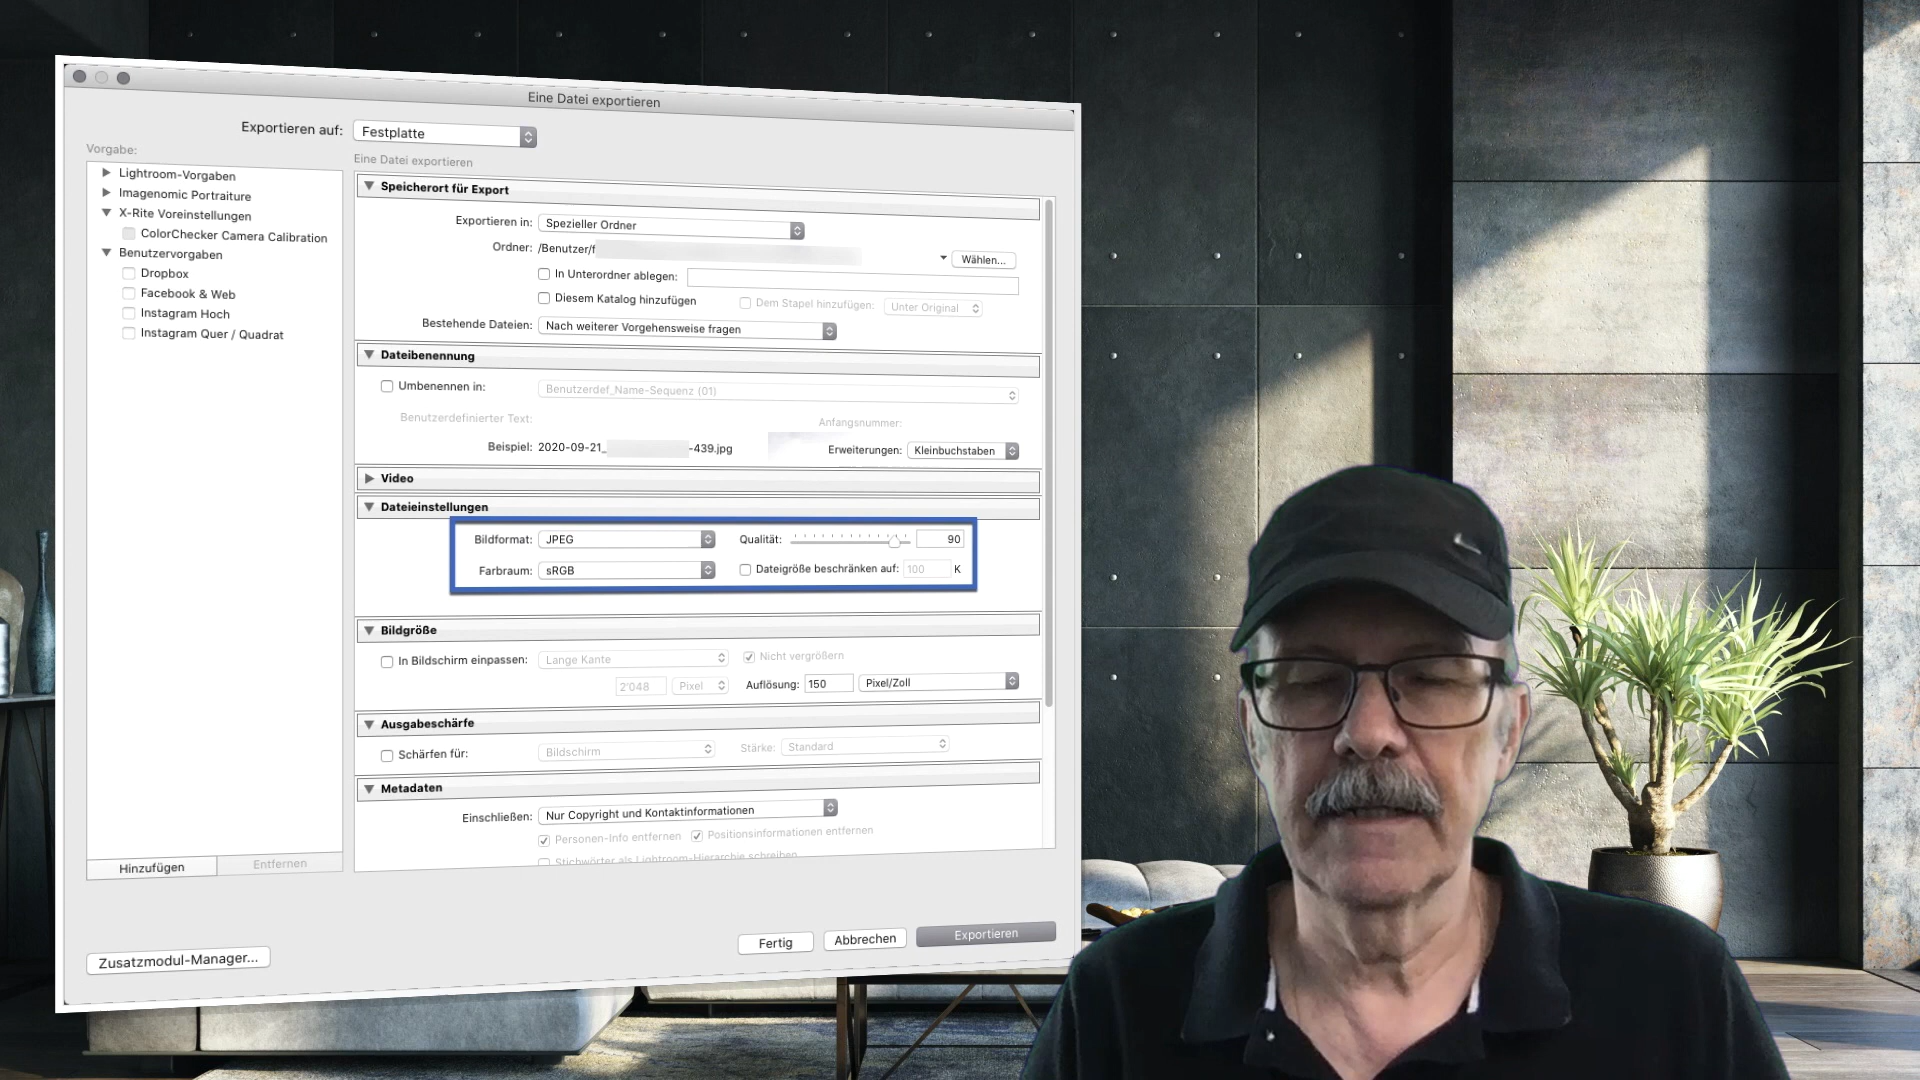 Eine Datei exportieren
Exportieren auf: Festplatte
Vorgabe:
Lightroom-Vorgaben
Imagenomic Portraiture
X-Rite Voreinstellungen
ColorChecker Camera Calibration
Benutzervorgaben
Dropbox
Facebook & Web
Instagram Hoch
Instagram Quer / Quadrat
Hinzufügen Entfernen
Eine Datei exportieren
Speicherort für Export
Exportieren in: Spezieller Ordner
Ordner: /Benutzer/f Wählen...
In Unterordner ablegen:
Diesem Katalog hinzufügen Dem Stapel hinzufügen: Unter Original
Bestehende Dateien: Nach weiterer Vorgehensweise fragen
Dateibenennung
Umbenennen in: Benutzerdef_Name-Sequenz (01)
Benutzerdefinierter Text: Anfangsnummer:
Beispiel: 2020-09-21_ -439.jpg Erweiterungen: Kleinbuchstaben
Video
Dateieinstellungen
Bildformat: JPEG Qualität: 90
Farbraum: sRGB Dateigröße beschränken auf: 100 K
Bildgröße
In Bildschirm einpassen: Lange Kante Nicht vergrößern
2'048 Pixel Auflösung: 150 Pixel/Zoll
Ausgabeschärfe
Schärfen für: Bildschirm Stärke: Standard
Metadaten
Einschließen: Nur Copyright und Kontaktinformationen
Personen-Info entfernen Positionsinformationen entfernen
Stichwörter als Lightroom-Hierarchie schreiben
Zusatzmodul-Manager... Fertig Abbrechen Exportieren